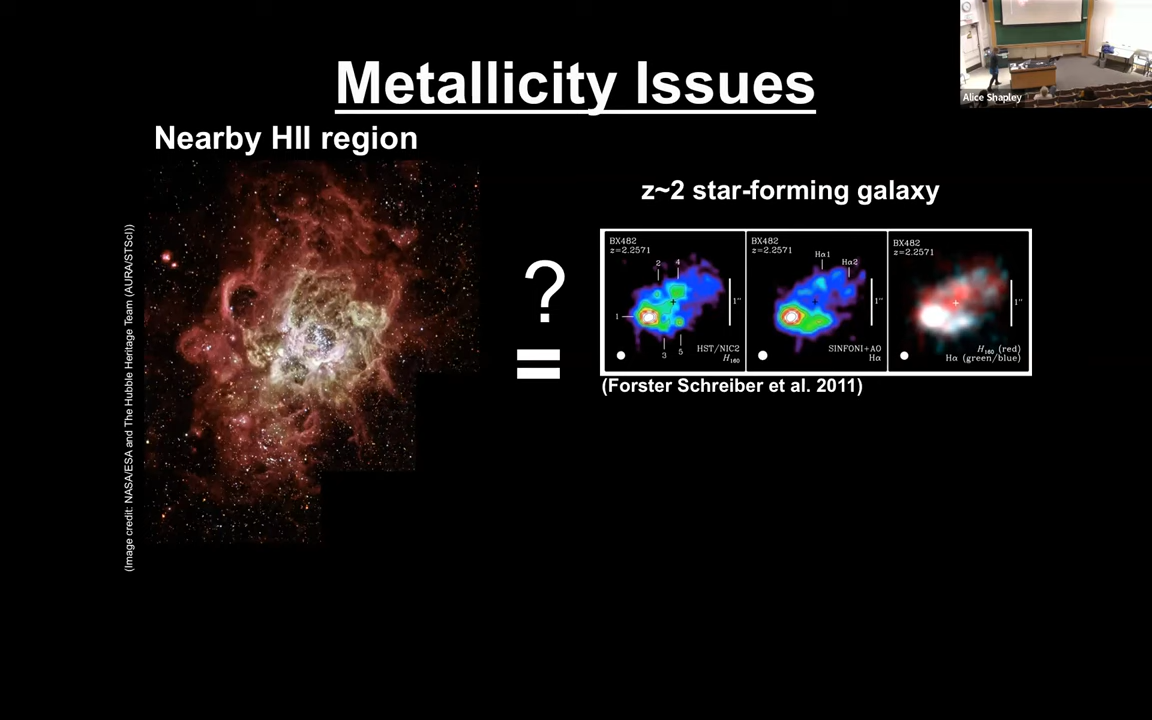 Metallicity Issues
Alice Shapley
Nearby HII region
z~2 star-forming galaxy
(Image credit: NASA/ESA and The Hubble Heritage Team (AURA/STScI))
?
=
BX482
z=2.2571
2 4
1
3 5
1"
HST/NIC2
H160
BX482
z=2.2571
Hα1
Hα2
1"
SINFONI+AO
Hα
BX482
z=2.2571
1"
H160 (red)
Hα (green/blue)
(Forster Schreiber et al. 2011)